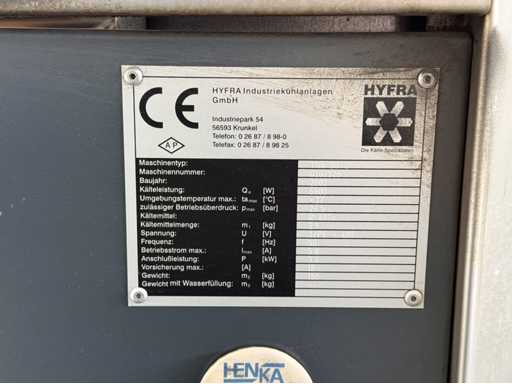 HYFRA Industriekühlanlagen
GmbH
HYFRA
Industriepark 54
56593 Krunkel
Telefon: 0 26 87 / 8 98-0
Telefax: 0 26 87 / 8 98 25
Die Kälte-Spezialisten
CE
AP
Maschinentyp:
Maschinennummer:
Baujahr:
Kälteleistung: Q₀ [W]
Umgebungstemperatur max.: ta max [°C]
zulässiger Betriebsüberdruck: p max [bar]
Kältemittel:
Kältemittelmenge: m₁ [kg]
Spannung: U [V]
Frequenz: f [Hz]
Betriebsstrom max.: I max [A]
Anschlußleistung: P [kW]
Vorsicherung max.: [A]
Gewicht: m₂ [kg]
Gewicht mit Wasserfüllung: m₃ [kg]
HENKA